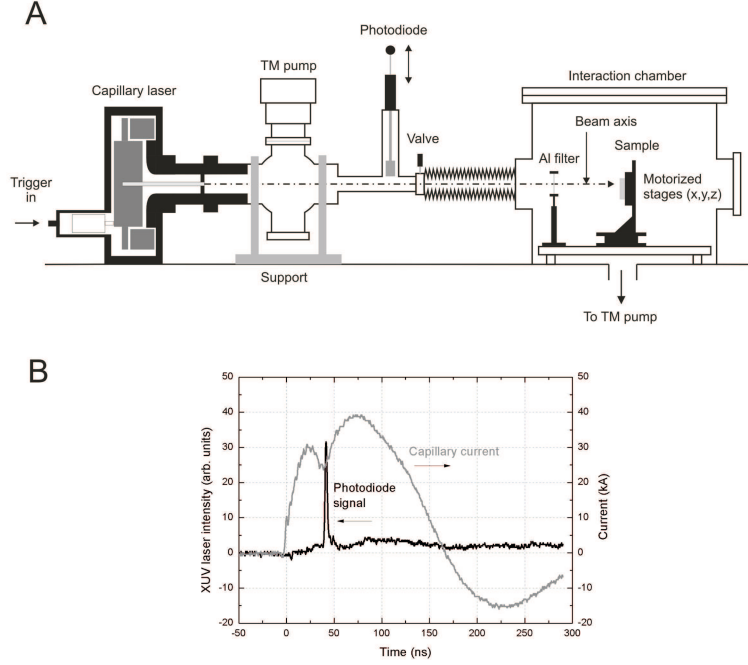 A
Photodiode
TM pump
Interaction chamber
Capillary laser
Beam axis
Valve
Sample
Al filter
Trigger
in
Motorized
stages (x,y,z)
Support
To TM pump
B
50 50
40 40
30 30
20 20
10 10
0 0
-10 -10
-20 -20
-50 0 50 100 150 200 250 300
XUV laser intensity (arb. units)
Capillary current
Photodiode
signal
Current (kA)
Time (ns)